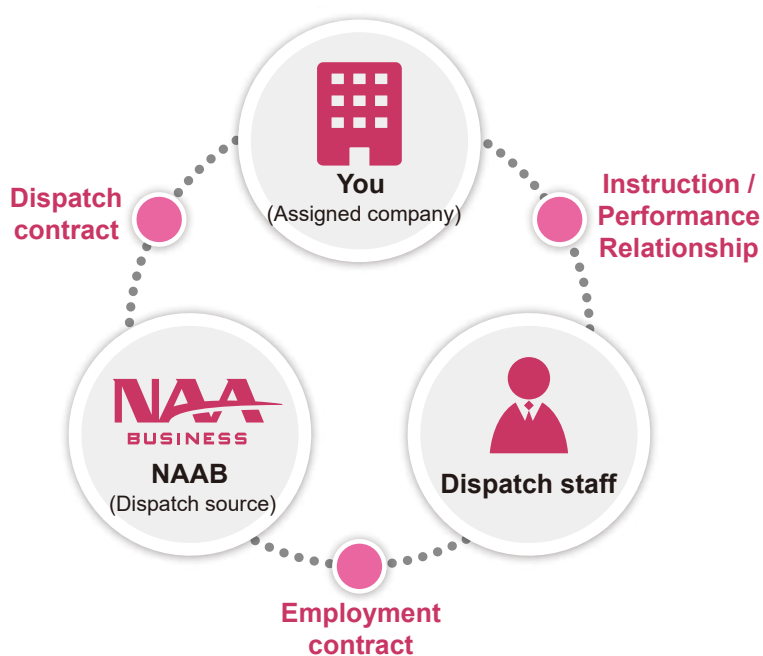 You
(Assigned company)
Dispatch
contract
Instruction /
Performance
Relationship
NAA
BUSINESS
NAAB
(Dispatch source)
Dispatch staff
Employment
contract